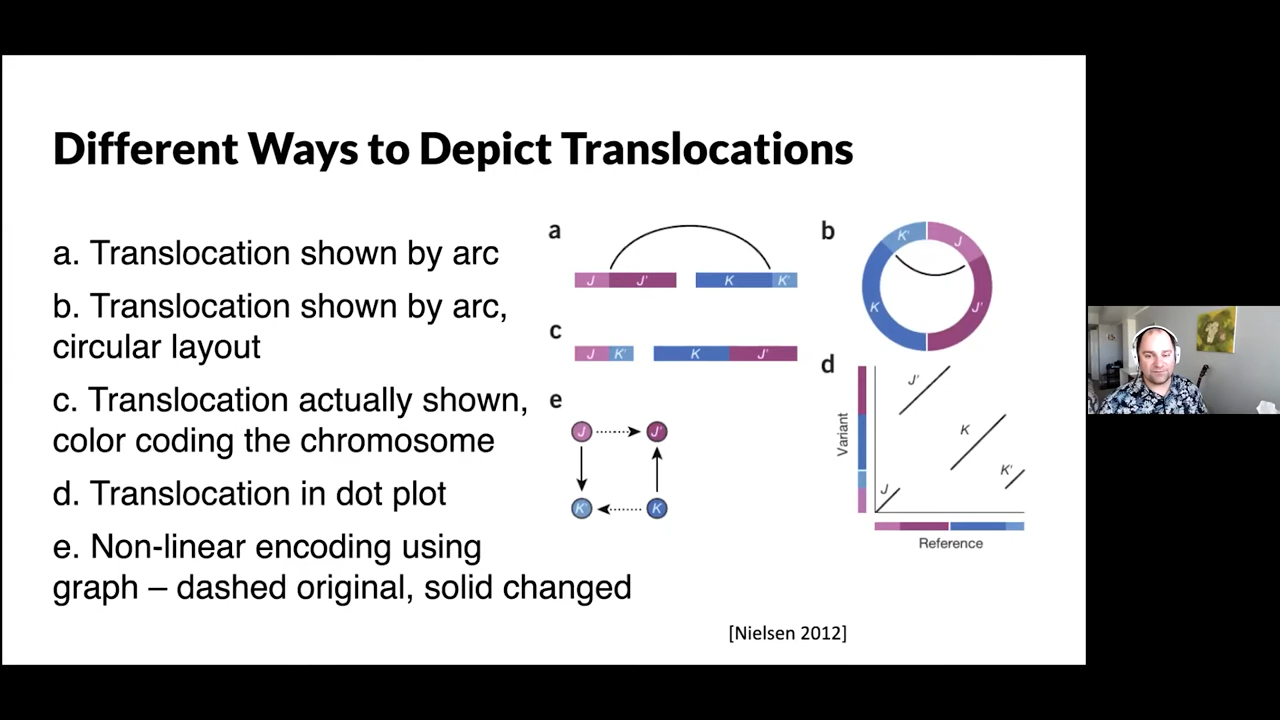 Different Ways to Depict Translocations
a. Translocation shown by arc
b. Translocation shown by arc,
circular layout
c. Translocation actually shown,
color coding the chromosome
d. Translocation in dot plot
e. Non-linear encoding using
graph – dashed original, solid changed
a
J J' K K'
b
K' J
K J'
c
J K' K J'
d
J'
K
K'
J
Variant
Reference
e
J J'
K' K
[Nielsen 2012]